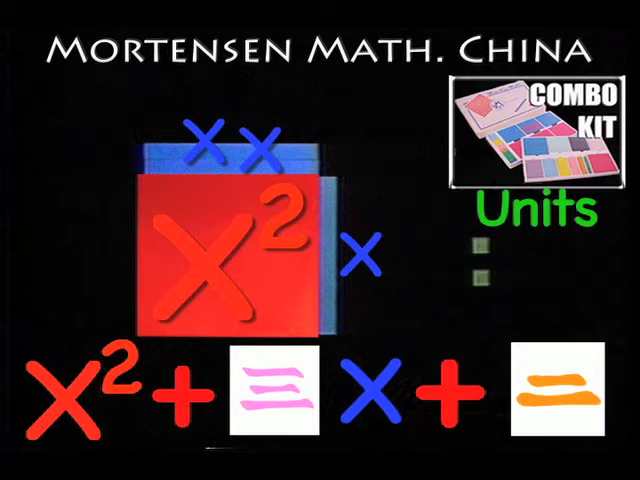 MORTENSEN MATH. CHINA
COMBO
KIT
x x
Units
x²
x
x² + 三 x + 二